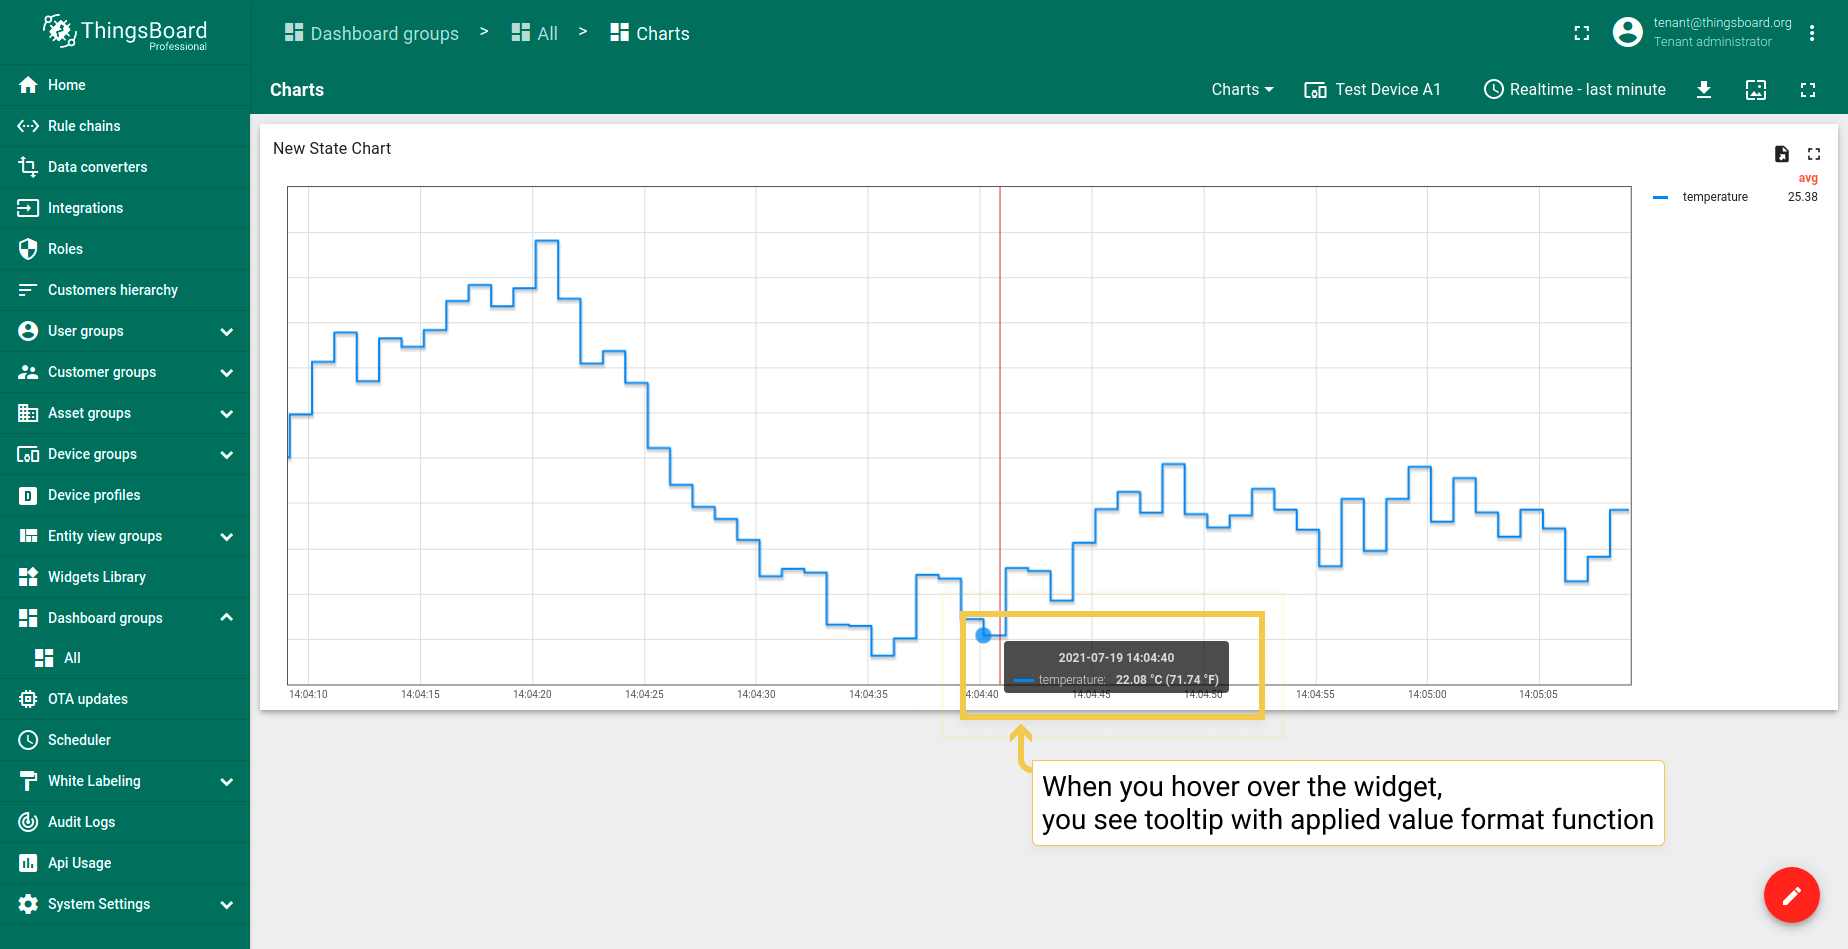 ThingsBoard
Professional
Dashboard groups > All > Charts
tenant@thingsboard.org
Tenant administrator
Charts
Charts
Test Device A1
Realtime - last minute
Home
Rule chains
Data converters
Integrations
Roles
Customers hierarchy
User groups
Customer groups
Asset groups
Device groups
Device profiles
Entity view groups
Widgets Library
Dashboard groups
All
OTA updates
Scheduler
White Labeling
Audit Logs
Api Usage
System Settings
New State Chart
avg
temperature 25.38
2021-07-19 14:04:40
temperature: 22.08 °C (71.74 °F)
14:04:10 14:04:15 14:04:20 14:04:25 14:04:30 14:04:35 14:04:40 14:04:45 14:04:50 14:04:55 14:05:00 14:05:05
When you hover over the widget,
you see tooltip with applied value format function